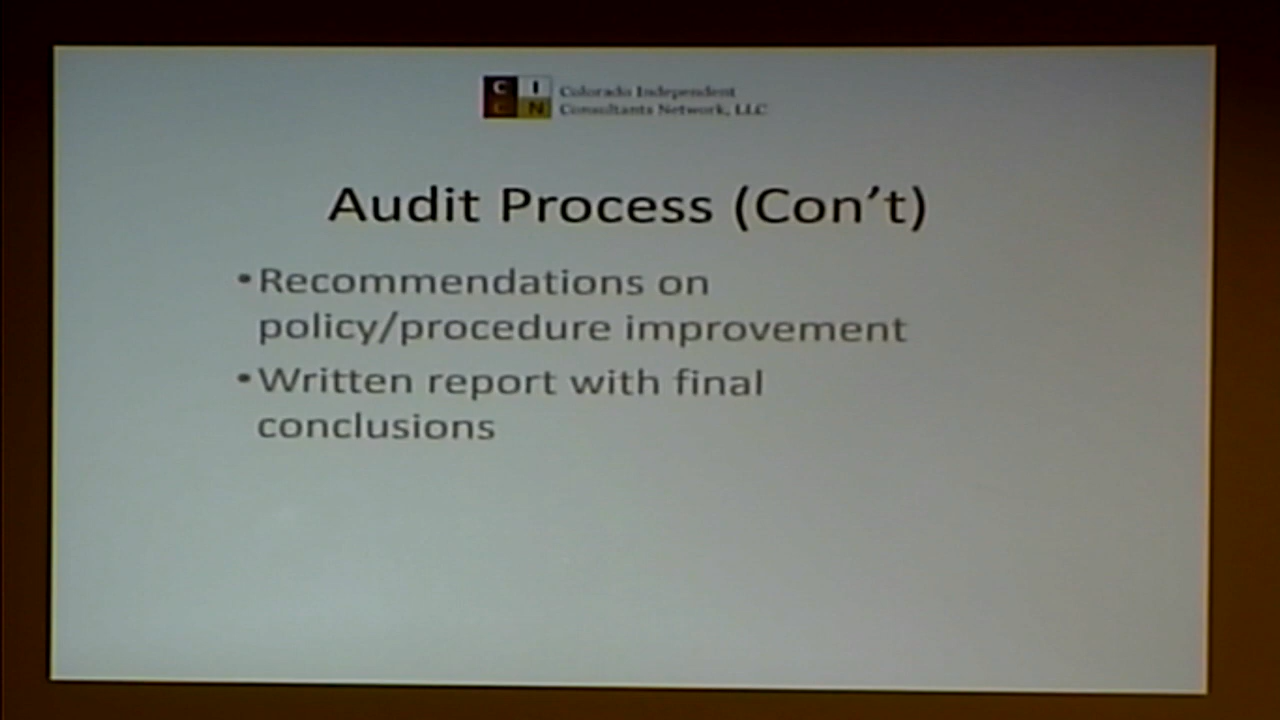 C I
Colorado Independent
C N
Consultants Network, LLC
Audit Process (Con’t)
•Recommendations on
policy/procedure improvement
•Written report with final
conclusions